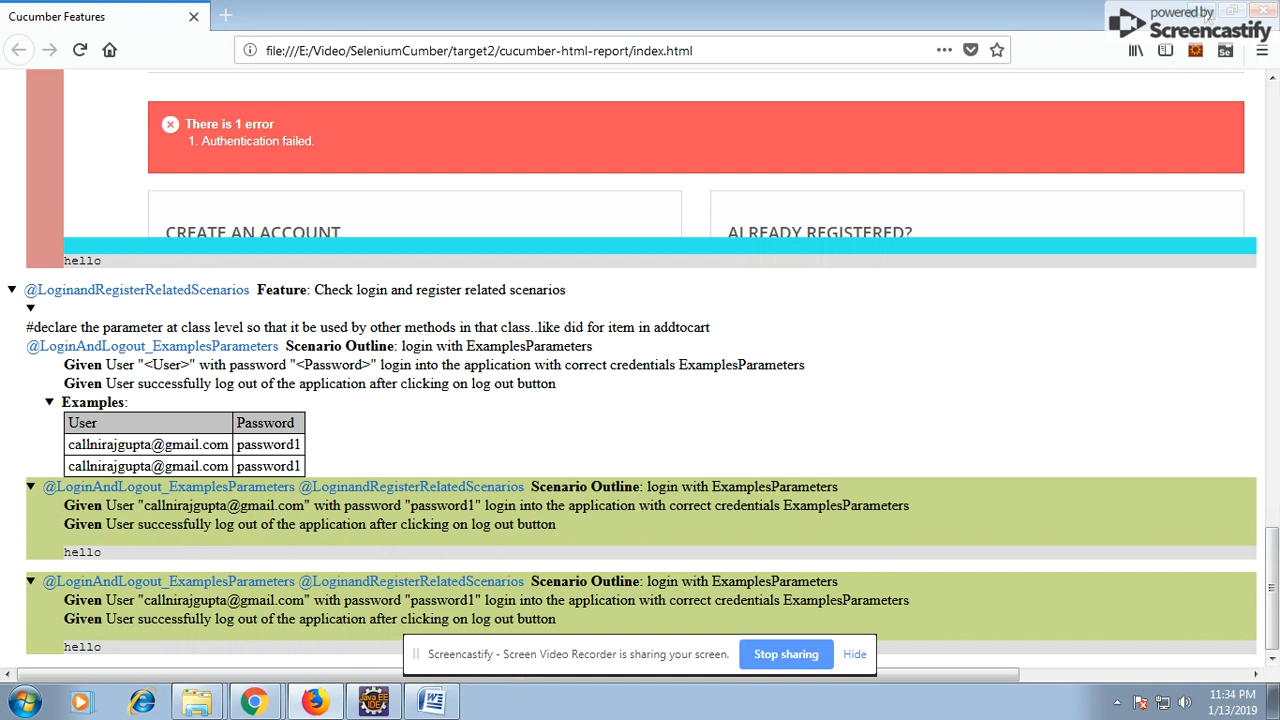 Cucumber Features
powered by
Screencastify
file:///E:/Video/SeleniumCumber/target2/cucumber-html-report/index.html
Se
There is 1 error
1. Authentication failed.
CREATE AN ACCOUNT
ALREADY REGISTERED?
hello
@LoginandRegisterRelatedScenarios Feature: Check login and register related scenarios
#declare the parameter at class level so that it be used by other methods in that class..like did for item in addtocart
@LoginAndLogout_ExamplesParameters Scenario Outline: login with ExamplesParameters
Given User "<User>" with password "<Password>" login into the application with correct credentials ExamplesParameters
Given User successfully log out of the application after clicking on log out button
Examples:
User Password
callnirajgupta@gmail.com password1
callnirajgupta@gmail.com password1
@LoginAndLogout_ExamplesParameters @LoginandRegisterRelatedScenarios Scenario Outline: login with ExamplesParameters
Given User "callnirajgupta@gmail.com" with password "password1" login into the application with correct credentials ExamplesParameters
Given User successfully log out of the application after clicking on log out button
hello
@LoginAndLogout_ExamplesParameters @LoginandRegisterRelatedScenarios Scenario Outline: login with ExamplesParameters
Given User "callnirajgupta@gmail.com" with password "password1" login into the application with correct credentials ExamplesParameters
Given User successfully log out of the application after clicking on log out button
hello
Screencastify - Screen Video Recorder is sharing your screen. Stop sharing Hide
Java EE
IDE
11:34 PM
1/13/2019